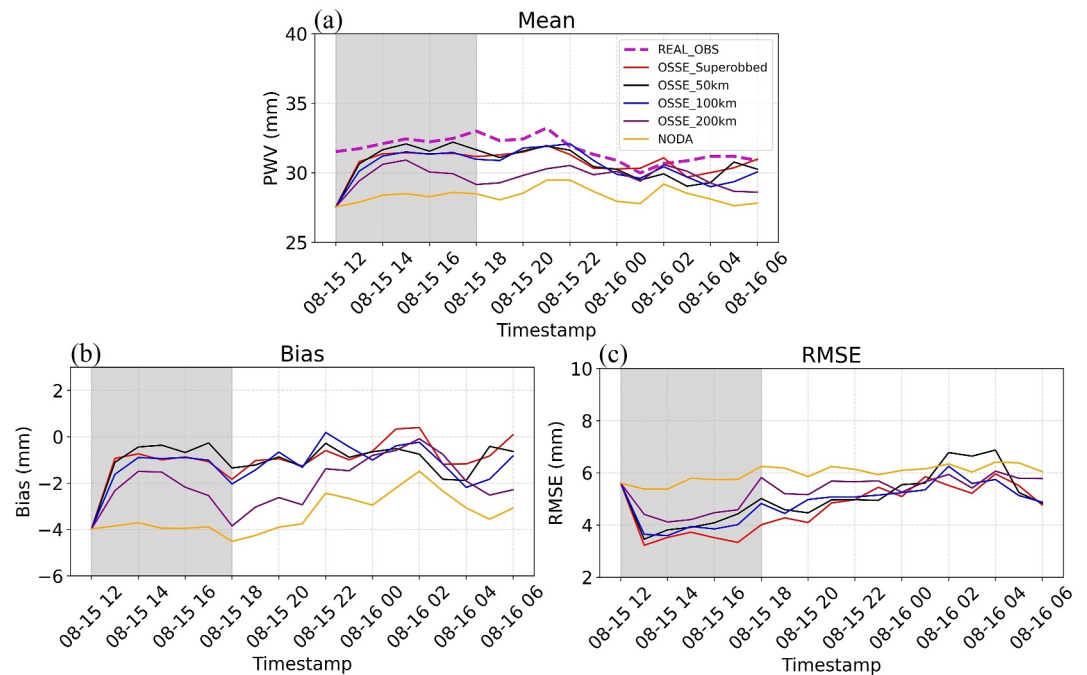 (a)
Mean
40
35
30
25
PWV (mm)
REAL_OBS
OSSE_Superobbed
OSSE_50km
OSSE_100km
OSSE_200km
NODA
08-15 12
08-15 14
08-15 16
08-15 18
08-15 20
08-15 22
08-16 00
08-16 02
08-16 04
08-16 06
Timestamp
(b)
Bias
2
0
−2
−4
−6
Bias (mm)
08-15 12
08-15 14
08-15 16
08-15 18
08-15 20
08-15 22
08-16 00
08-16 02
08-16 04
08-16 06
Timestamp
(c)
RMSE
10
8
6
4
2
RMSE (mm)
08-15 12
08-15 14
08-15 16
08-15 18
08-15 20
08-15 22
08-16 00
08-16 02
08-16 04
08-16 06
Timestamp